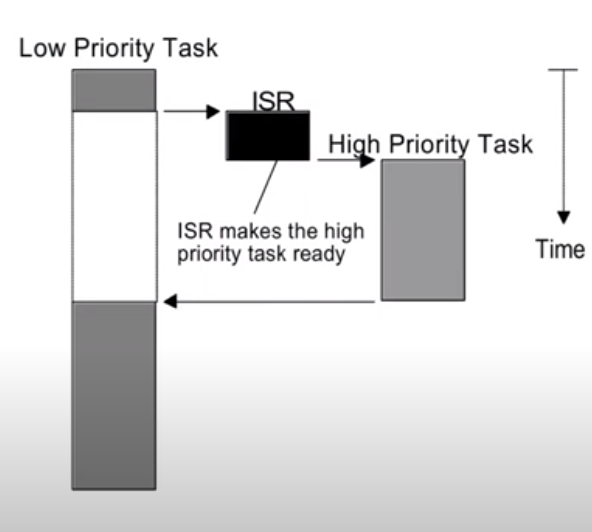 Low Priority Task
ISR
High Priority Task
ISR makes the high
priority task ready
Time